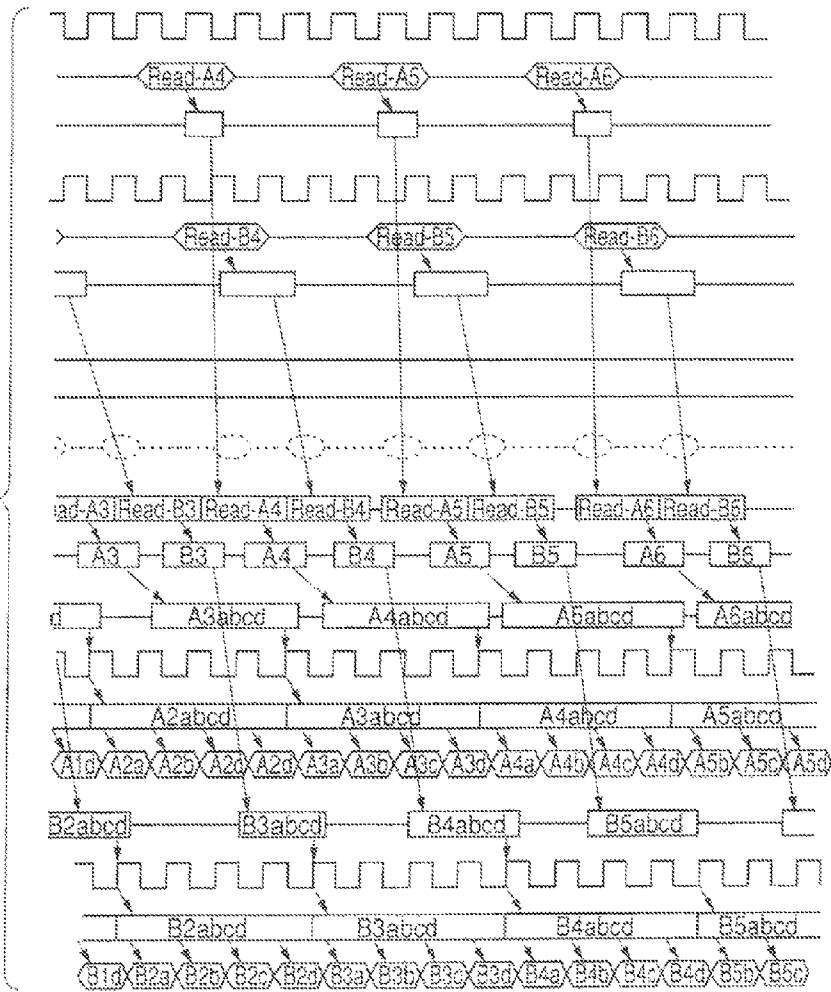 Read-A4 Read-A5 Read-A6
Read-B4 Read-B5 Read-B6
ead-A3 Read-B3 Read-A4 Read-B4 Read-A5 Read-B5 Read-A6 Read-B6
A3 B3 A4 B4 A5 B5 A6 B6
d A3abcd A4abcd A5abcd A6abcd
A2abcd A3abcd A4abcd A5abcd
A1d A2a A2b A2c A2d A3a A3b A3c A3d A4a A4b A4c A4d A5b A5c A5d
B2abcd B3abcd B4abcd B5abcd
B2abcd B3abcd B4abcd B5abcd
B1d B2a B2b B2c B2d B3a B3b B3c B3d B4a B4b B4c B4d B5b B5c